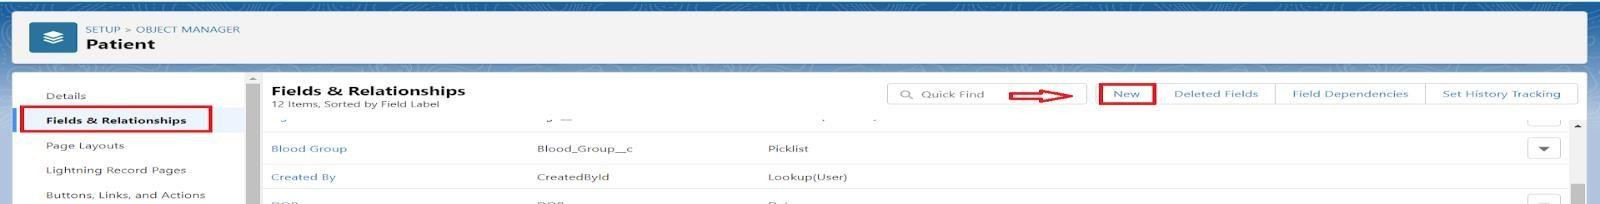 SETUP > OBJECT MANAGER
Patient
Details
Fields & Relationships
Page Layouts
Lightning Record Pages
Buttons, Links, and Actions
Fields & Relationships
12 Items, Sorted by Field Label
Quick Find
New
Deleted Fields
Field Dependencies
Set History Tracking
Blood Group Blood_Group__c Picklist
Created By CreatedById Lookup(User)